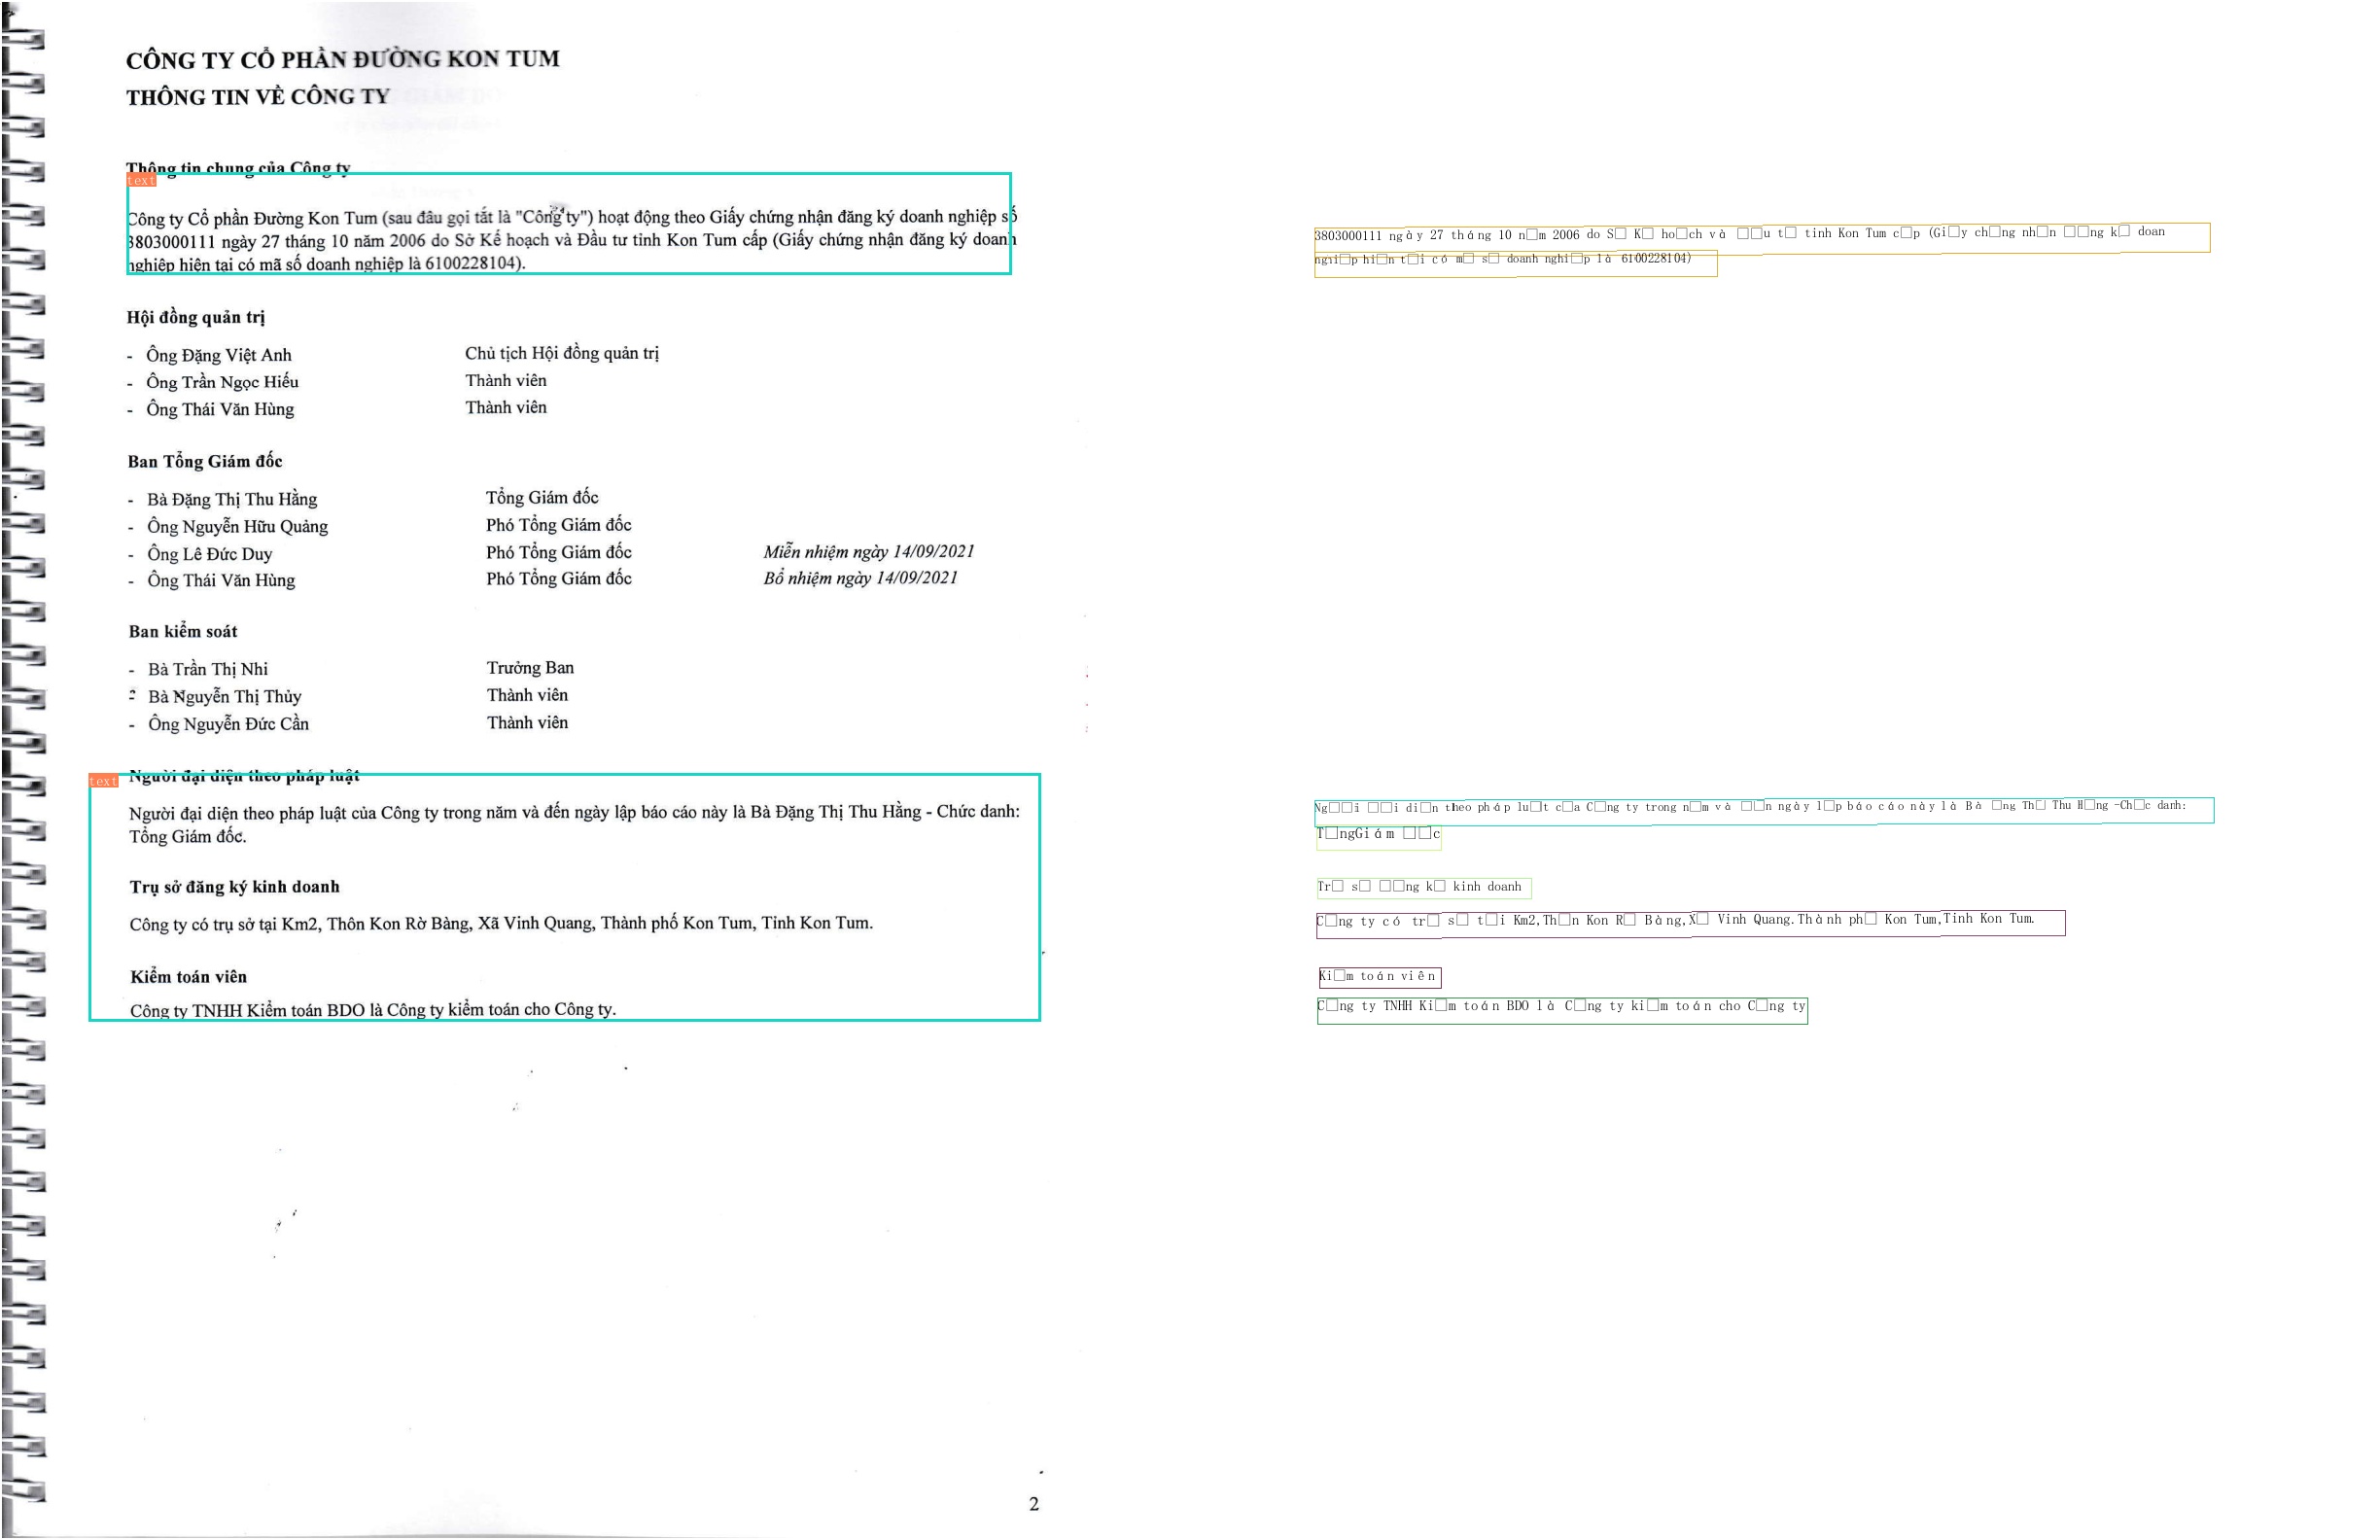 CÔNG TY CỔ PHẦN ĐƯỜNG KON TUM
THÔNG TIN VỀ CÔNG TY
Thông tin chung của Công ty
text
Công ty Cổ phần Đường Kon Tum (sau đâu gọi tắt là "Công ty") hoạt động theo Giấy chứng nhận đăng ký doanh nghiệp số
3803000111 ngày 27 tháng 10 năm 2006 do Sở Kế hoạch và Đầu tư tỉnh Kon Tum cấp (Giấy chứng nhận đăng ký doanh
nghiệp hiện tại có mã số doanh nghiệp là 6100228104).
Hội đồng quản trị
- Ông Đặng Việt Anh Chủ tịch Hội đồng quản trị
- Ông Trần Ngọc Hiếu Thành viên
- Ông Thái Văn Hùng Thành viên
Ban Tổng Giám đốc
- Bà Đặng Thị Thu Hằng Tổng Giám đốc
- Ông Nguyễn Hữu Quảng Phó Tổng Giám đốc
- Ông Lê Đức Duy Phó Tổng Giám đốc Miễn nhiệm ngày 14/09/2021
- Ông Thái Văn Hùng Phó Tổng Giám đốc Bổ nhiệm ngày 14/09/2021
Ban kiểm soát
- Bà Trần Thị Nhi Trưởng Ban
- Bà Nguyễn Thị Thủy Thành viên
- Ông Nguyễn Đức Cần Thành viên
Người đại diện theo pháp luật
text
Người đại diện theo pháp luật của Công ty trong năm và đến ngày lập báo cáo này là Bà Đặng Thị Thu Hằng - Chức danh:
Tổng Giám đốc.
Trụ sở đăng ký kinh doanh
Công ty có trụ sở tại Km2, Thôn Kon Rờ Bàng, Xã Vinh Quang, Thành phố Kon Tum, Tỉnh Kon Tum.
Kiểm toán viên
Công ty TNHH Kiểm toán BDO là Công ty kiểm toán cho Công ty.
2
3803000111 ngày 27 tháng 10 n□m 2006 do S□ K□ ho□ch và □□u t□ tinh Kon Tum c□p (Gi□y ch□ng nh□n □□ng k□ doan
ngii□p hi□n t□i có m□ s□ doanh nghi□p là 6100228104)
Ng□□i □□i di□n theo pháp lu□t c□a C□ng ty trong n□m và □□n ngày l□p báo cáo này là Bà □ng Th□ Thu H□ng -Ch□c danh:
T□ngGiám □□c
Tr□ s□ □□ng k□ kinh doanh
C□ng ty có tr□ s□ t□i Km2,Th□n Kon R□ Bàng,X□ Vinh Quang.Thành ph□ Kon Tum,Tinh Kon Tum.
Ki□m toán viên
C□ng ty TNHH Ki□m toán BDO là C□ng ty ki□m toán cho C□ng ty